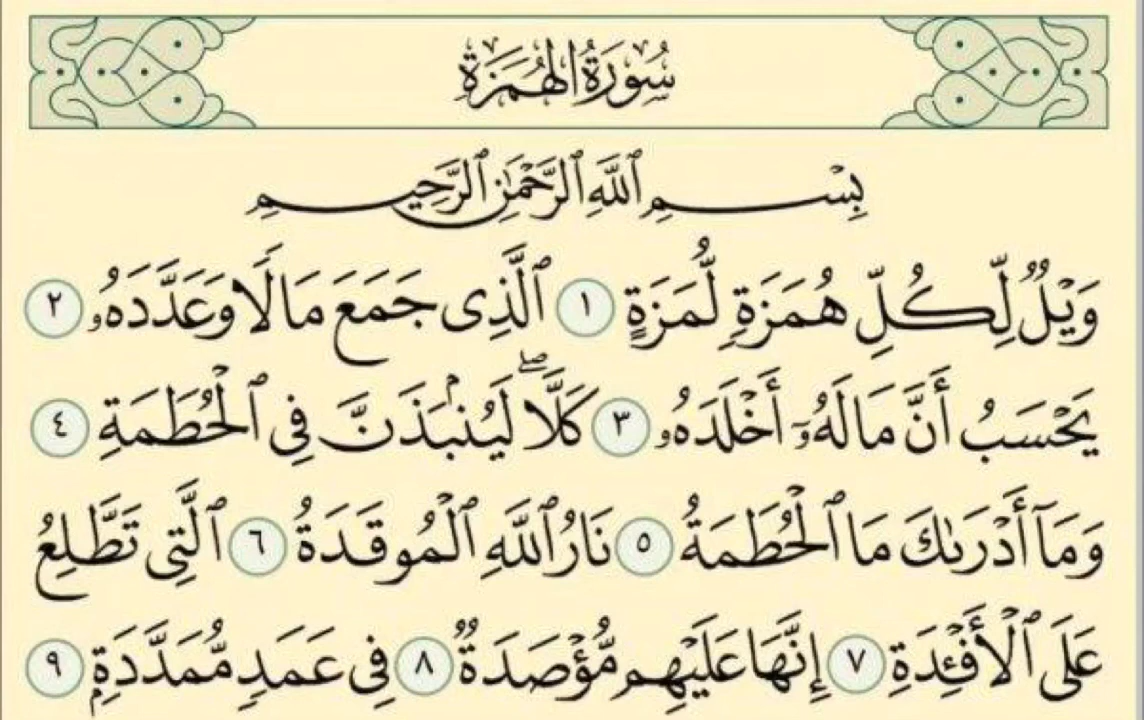 سُورَةُ الهُمَزَةِ
بِسْمِ ٱللَّهِ ٱلرَّحْمَٰنِ ٱلرَّحِيمِ
وَيْلٌ لِّكُلِّ هُمَزَةٍ لُّمَزَةٍ ١ ٱلَّذِى جَمَعَ مَالًا وَعَدَّدَهُۥ ٢
يَحْسَبُ أَنَّ مَالَهُۥٓ أَخْلَدَهُۥ ٣ كَلَّاۖ لَيُنۢبَذَنَّ فِى ٱلْحُطَمَةِ ٤
وَمَآ أَدْرَىٰكَ مَا ٱلْحُطَمَةُ ٥ نَارُ ٱللَّهِ ٱلْمُوقَدَةُ ٦ ٱلَّتِى تَطَّلِعُ
عَلَى ٱلْأَفْـِٔدَةِ ٧ إِنَّهَا عَلَيْهِم مُّؤْصَدَةٌ ٨ فِى عَمَدٍ مُّمَدَّدَةٍۭ ٩